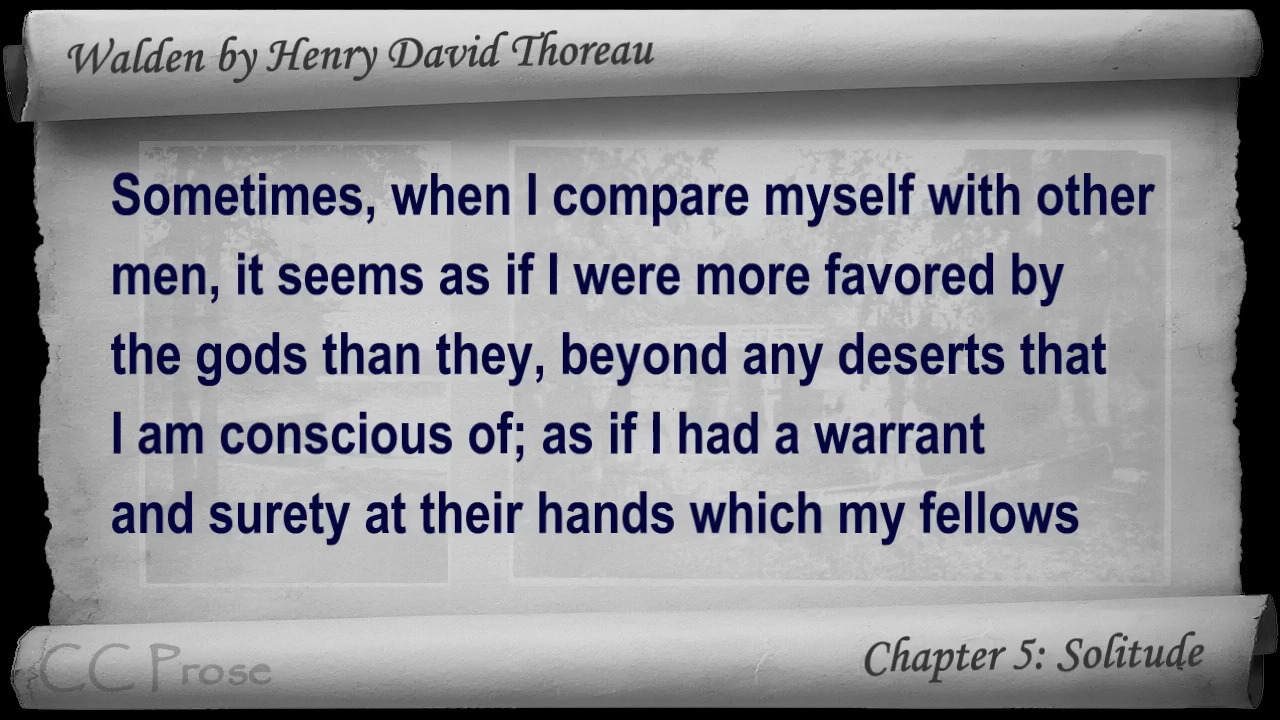 Walden by Henry David Thoreau
Sometimes, when I compare myself with other
men, it seems as if I were more favored by
the gods than they, beyond any deserts that
I am conscious of; as if I had a warrant
and surety at their hands which my fellows
CC Prose
Chapter 5: Solitude